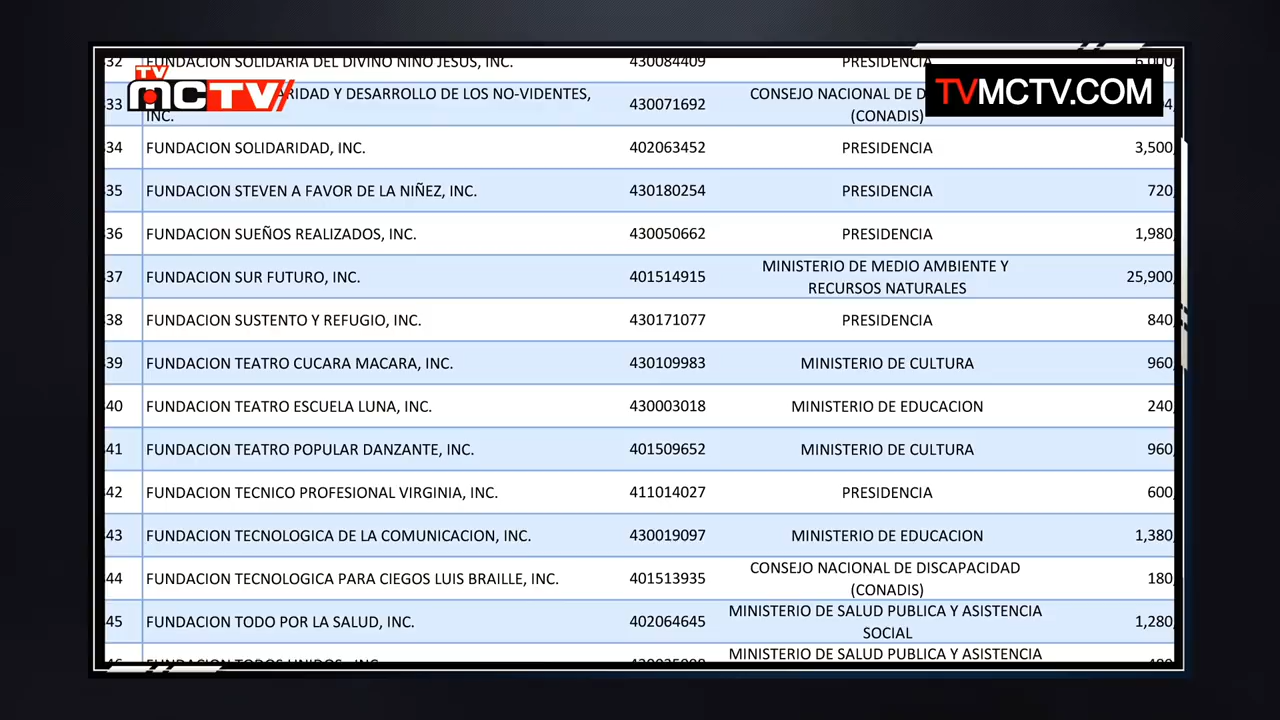 32 FUNDACION SOLIDARIA DEL DIVINO NIÑO JESUS, INC. 430084409 PRESIDENCIA 6,000,
TV
MCTV
TVMCTV.COM
33 ARIDAD Y DESARROLLO DE LOS NO-VIDENTES, INC. 430071692 CONSEJO NACIONAL DE D (CONADIS)
34 FUNDACION SOLIDARIDAD, INC. 402063452 PRESIDENCIA 3,500,
35 FUNDACION STEVEN A FAVOR DE LA NIÑEZ, INC. 430180254 PRESIDENCIA 720,
36 FUNDACION SUEÑOS REALIZADOS, INC. 430050662 PRESIDENCIA 1,980,
37 FUNDACION SUR FUTURO, INC. 401514915 MINISTERIO DE MEDIO AMBIENTE Y RECURSOS NATURALES 25,900,
38 FUNDACION SUSTENTO Y REFUGIO, INC. 430171077 PRESIDENCIA 840,
39 FUNDACION TEATRO CUCARA MACARA, INC. 430109983 MINISTERIO DE CULTURA 960,
40 FUNDACION TEATRO ESCUELA LUNA, INC. 430003018 MINISTERIO DE EDUCACION 240,
41 FUNDACION TEATRO POPULAR DANZANTE, INC. 401509652 MINISTERIO DE CULTURA 960,
42 FUNDACION TECNICO PROFESIONAL VIRGINIA, INC. 411014027 PRESIDENCIA 600,
43 FUNDACION TECNOLOGICA DE LA COMUNICACION, INC. 430019097 MINISTERIO DE EDUCACION 1,380,
44 FUNDACION TECNOLOGICA PARA CIEGOS LUIS BRAILLE, INC. 401513935 CONSEJO NACIONAL DE DISCAPACIDAD (CONADIS) 180,
45 FUNDACION TODO POR LA SALUD, INC. 402064645 MINISTERIO DE SALUD PUBLICA Y ASISTENCIA SOCIAL 1,280,
FUNDACION TODOS UNIDOS, INC. MINISTERIO DE SALUD PUBLICA Y ASISTENCIA